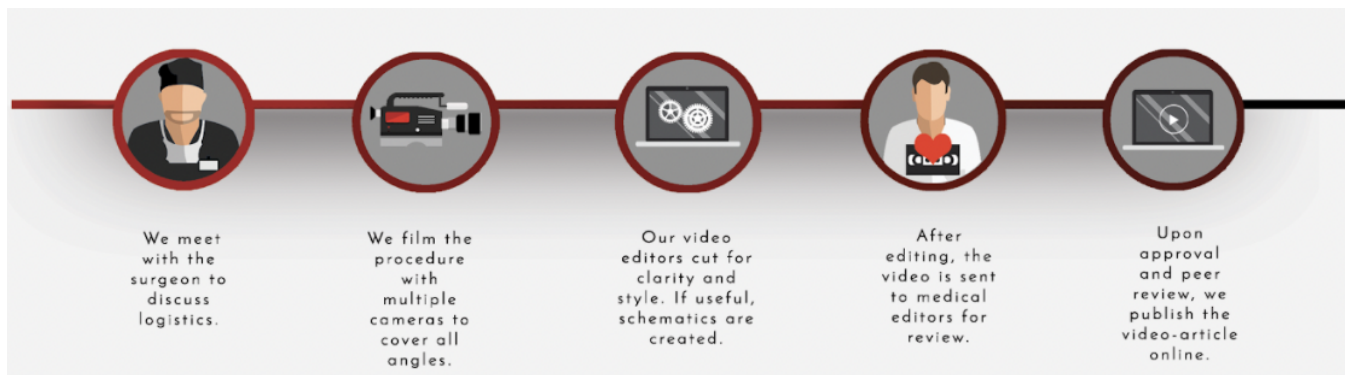 We meet
with the
surgeon to
discuss
logistics.
We film the
procedure
with
multiple
cameras to
cover all
angles.
Our video
editors cut for
clarity and
style. If useful,
schematics are
created.
After
editing, the
video is sent
to medical
editors for
review.
Upon
approval
and peer
review, we
publish the
video-article
online.